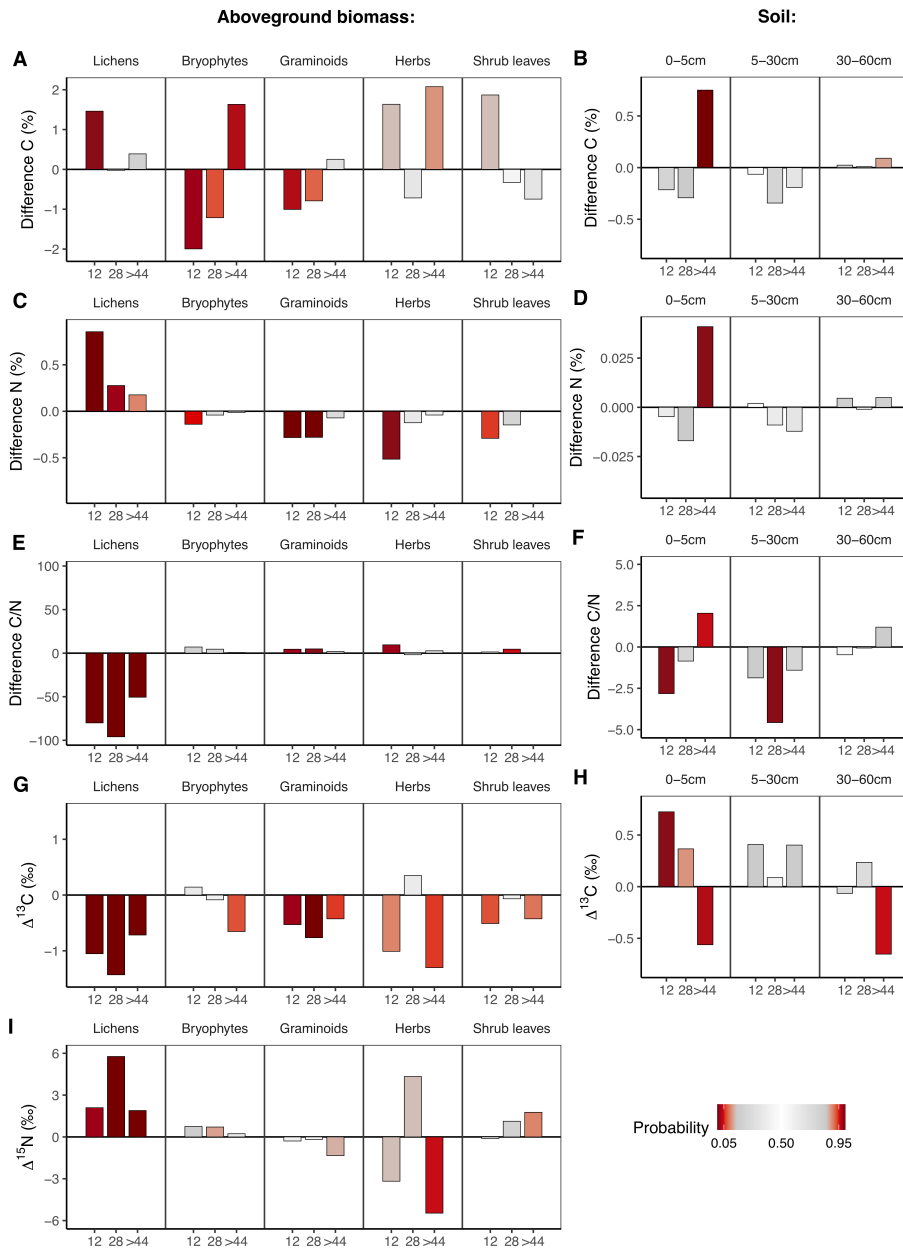 Aboveground biomass: Soil:
A Lichens Bryophytes Graminoids Herbs Shrub leaves
Difference C (%)
2
1
0
−1
−2
12 28 >44 12 28 >44 12 28 >44 12 28 >44 12 28 >44
B 0−5cm 5−30cm 30−60cm
Difference C (%)
0.5
0.0
−0.5
12 28 >44 12 28 >44 12 28 >44
C Lichens Bryophytes Graminoids Herbs Shrub leaves
Difference N (%)
0.5
0.0
−0.5
12 28 >44 12 28 >44 12 28 >44 12 28 >44 12 28 >44
D 0−5cm 5−30cm 30−60cm
Difference N (%)
0.025
0.000
−0.025
12 28 >44 12 28 >44 12 28 >44
E Lichens Bryophytes Graminoids Herbs Shrub leaves
Difference C/N
100
50
0
−50
−100
12 28 >44 12 28 >44 12 28 >44 12 28 >44 12 28 >44
F 0−5cm 5−30cm 30−60cm
Difference C/N
5.0
2.5
0.0
−2.5
−5.0
12 28 >44 12 28 >44 12 28 >44
G Lichens Bryophytes Graminoids Herbs Shrub leaves
Δ¹³C (‰)
1
0
−1
12 28 >44 12 28 >44 12 28 >44 12 28 >44 12 28 >44
H 0−5cm 5−30cm 30−60cm
Δ¹³C (‰)
0.5
0.0
−0.5
12 28 >44 12 28 >44 12 28 >44
I Lichens Bryophytes Graminoids Herbs Shrub leaves
Δ¹⁵N (‰)
6
3
0
−3
−6
12 28 >44 12 28 >44 12 28 >44 12 28 >44 12 28 >44
Probability
0.05 0.50 0.95